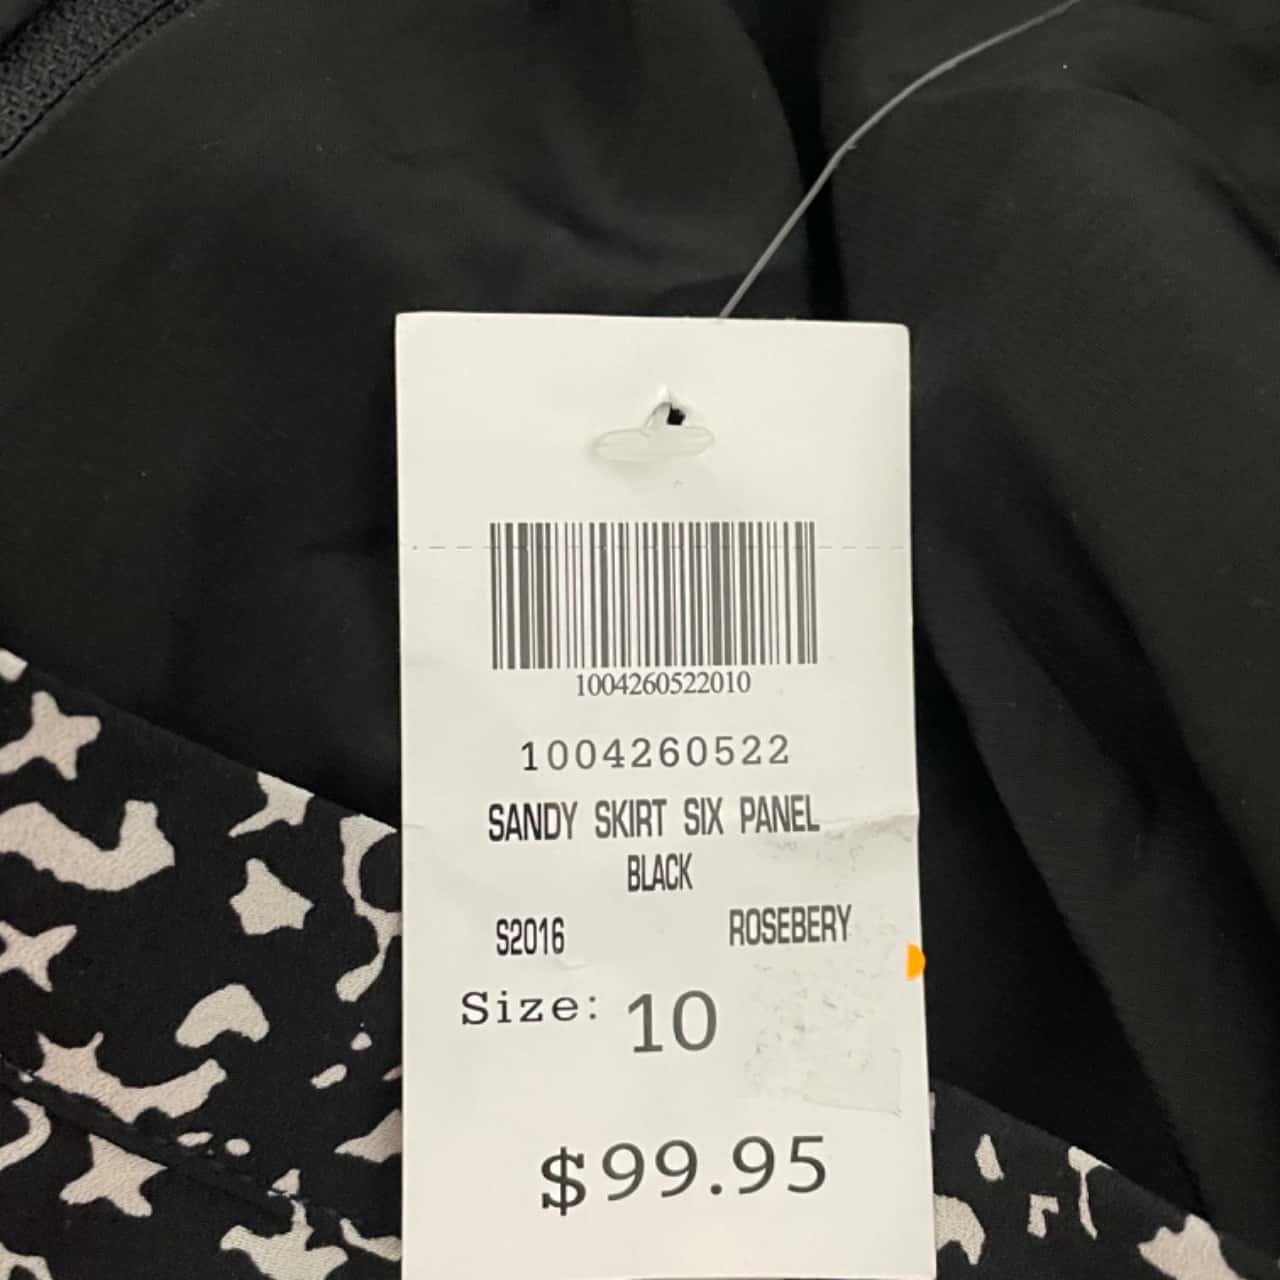 1004260522010
1004260522
SANDY SKIRT SIX PANEL
BLACK
S2016 ROSEBERY
Size: 10
$99.95